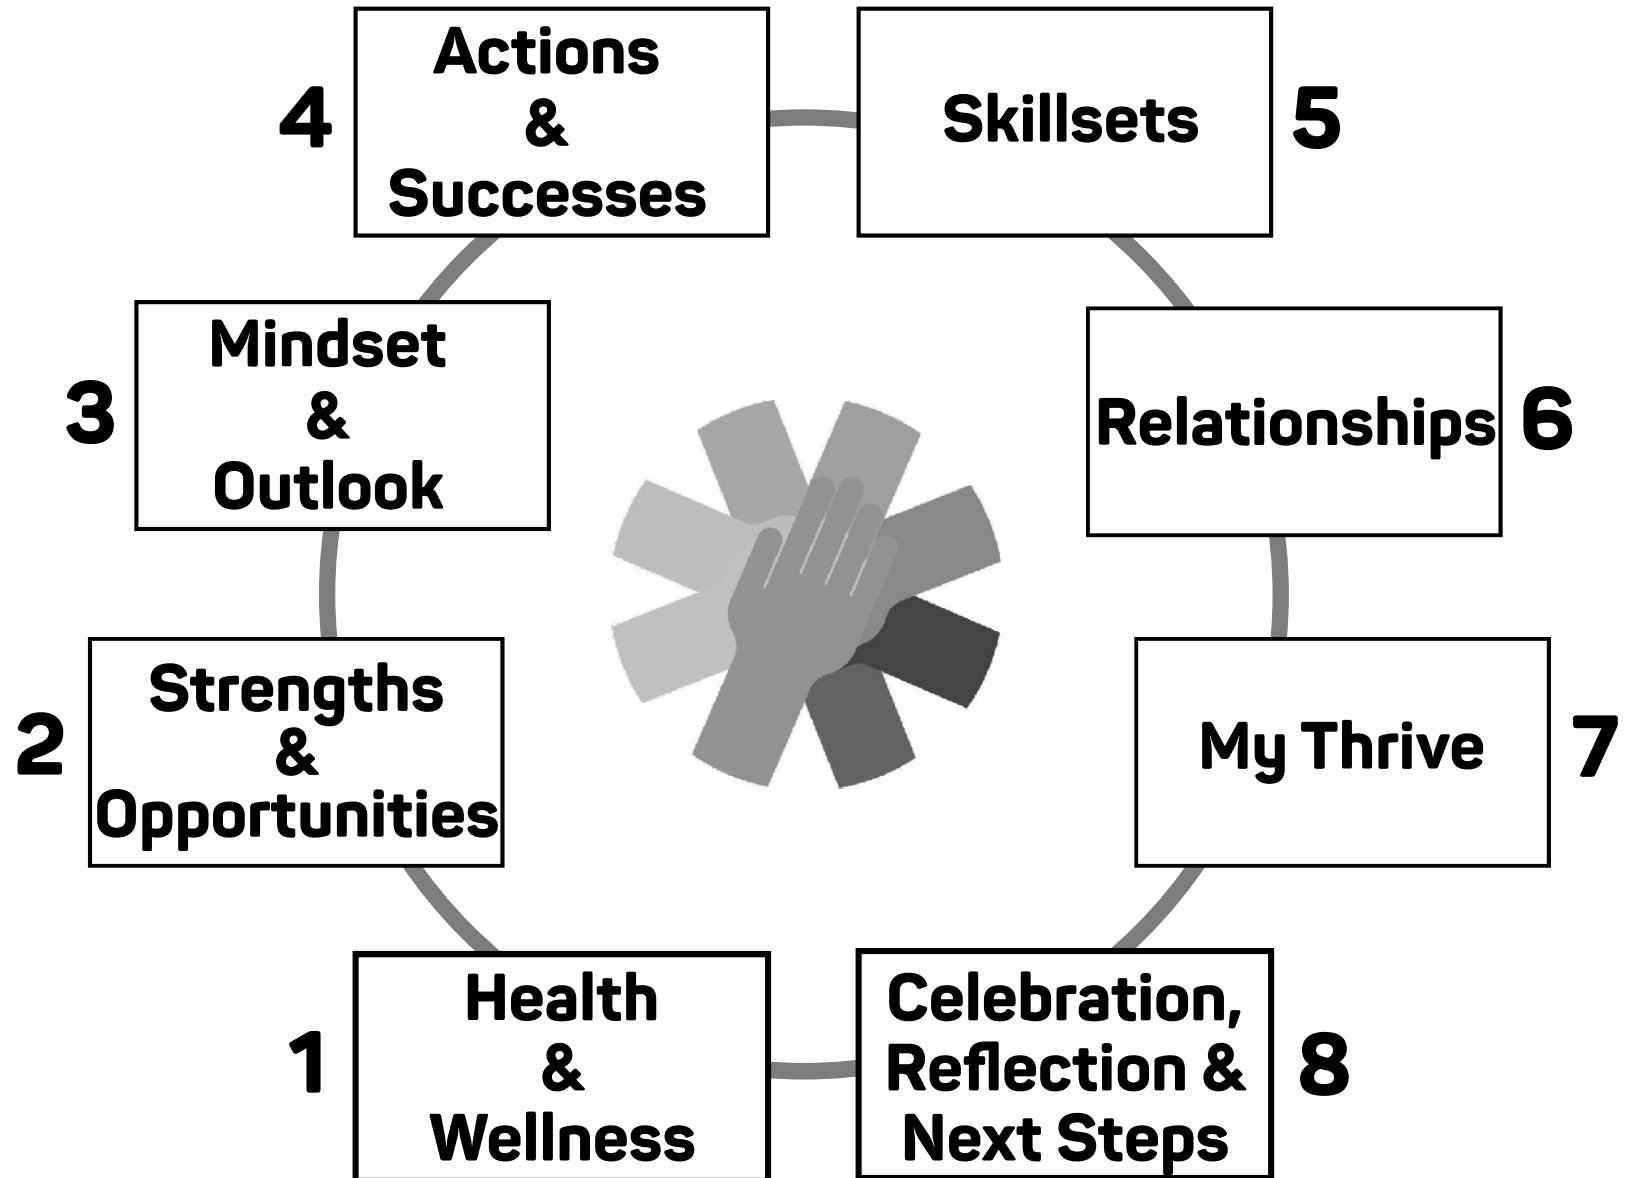 4
Actions
&
Successes
Skillsets
5
3
Mindset
&
Outlook
Relationships
6
2
Strengths
&
Opportunities
My Thrive
7
1
Health
&
Wellness
Celebration,
Reflection &
Next Steps
8